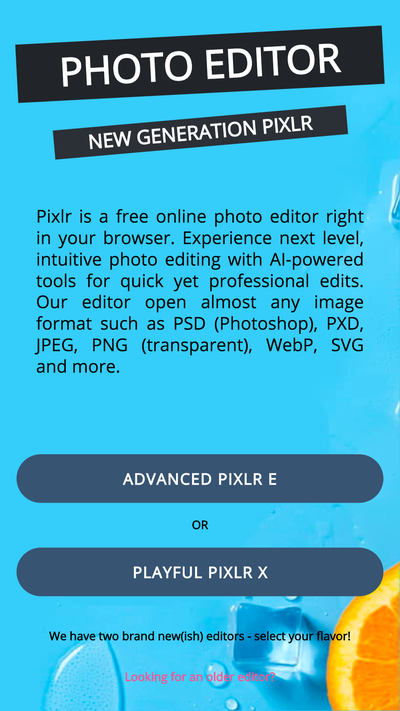 PHOTO EDITOR
NEW GENERATION PIXLR
Pixlr is a free online photo editor right
in your browser. Experience next level,
intuitive photo editing with AI-powered
tools for quick yet professional edits.
Our editor open almost any image
format such as PSD (Photoshop), PXD,
JPEG, PNG (transparent), WebP, SVG
and more.
ADVANCED PIXLR E
OR
PLAYFUL PIXLR X
We have two brand new(ish) editors - select your flavor!
Looking for an older editor?